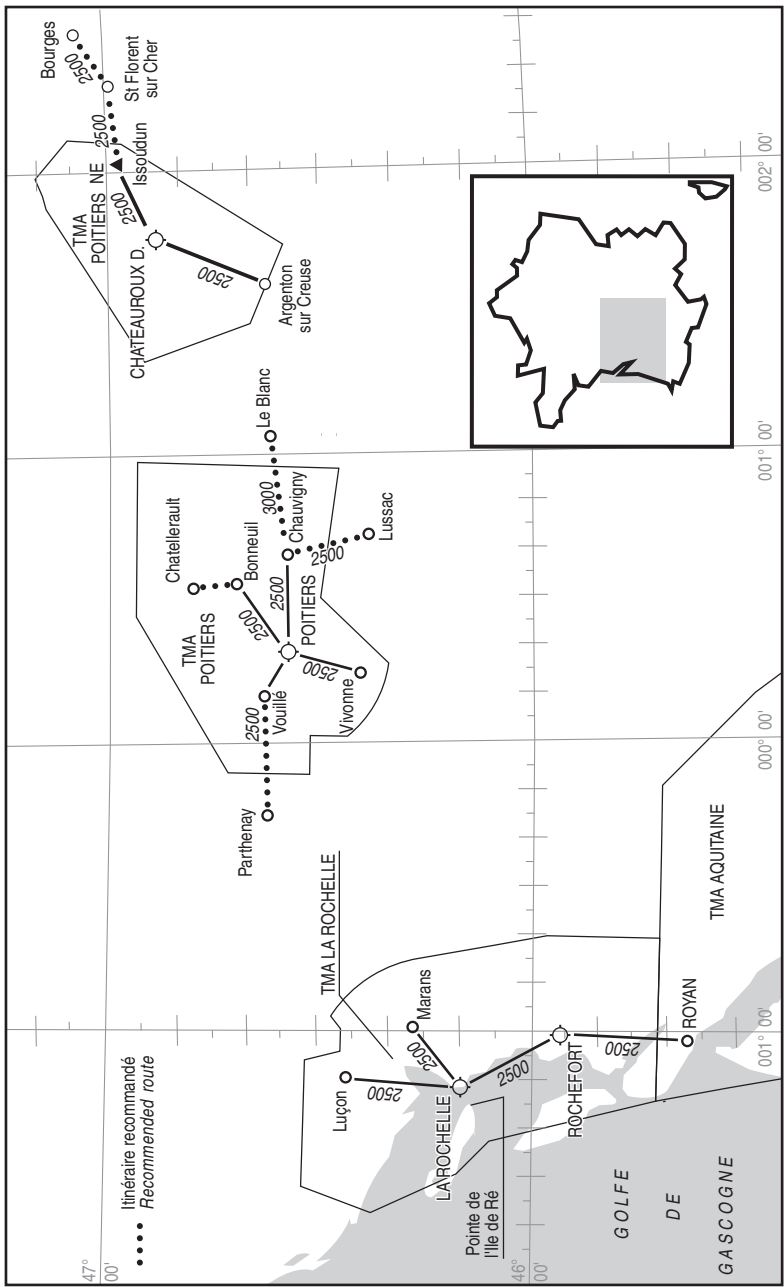 Bourges
2500
St Florent
sur Cher
2500
Issoudun
TMA
POITIERS NE
2500
CHATEAUROUX D.
2500
Argenton
sur Creuse
Le Blanc
3000
Chauvigny
2500
Lussac
Chatellerault
Bonneuil
2500
2500
POITIERS
TMA
POITIERS
2500
Vivonne
Vouillé
2500
Parthenay
TMA LA ROCHELLE
Marans
2500
Luçon
2500
LA ROCHELLE
2500
ROCHEFORT
2500
ROYAN
TMA AQUITAINE
Pointe de
l'Ile de Ré
GOLFE
DE
GASCOGNE
Itinéraire recommandé
Recommended route
47°
00'
46°
00'
001° 00'
000° 00'
001° 00'
002° 00'